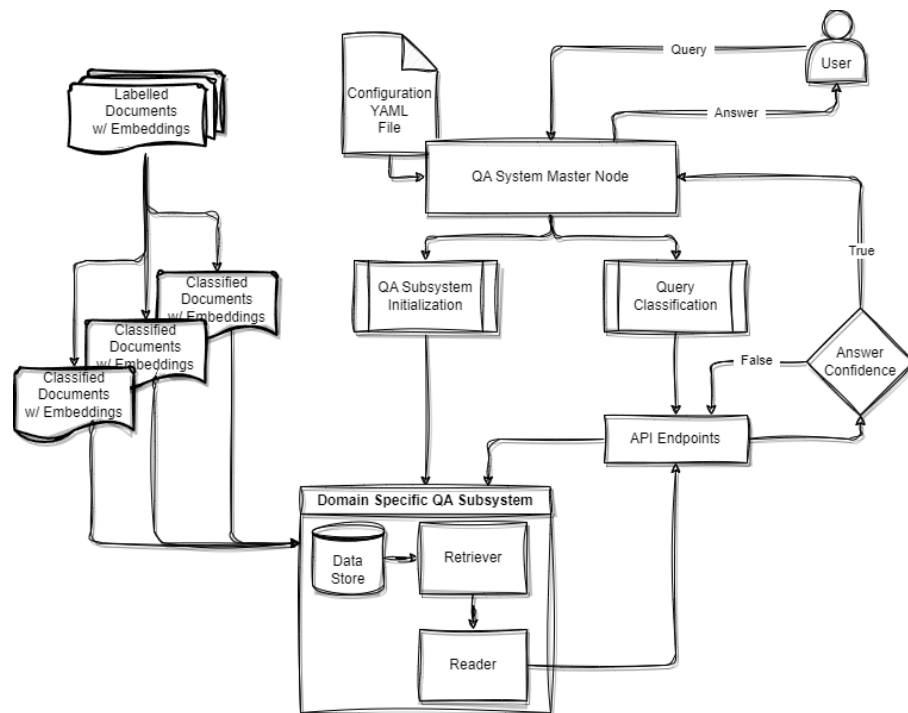 Query
User
Labelled
Documents
w/ Embeddings
Configuration
YAML
File
Answer
QA System Master Node
True
QA Subsystem
Initialization
Query
Classification
Classified
Documents
w/ Embeddings
Classified
Documents
w/ Embeddings
Classified
Documents
w/ Embeddings
False
Answer
Confidence
API Endpoints
Domain Specific QA Subsystem
Data
Store
Retriever
Reader